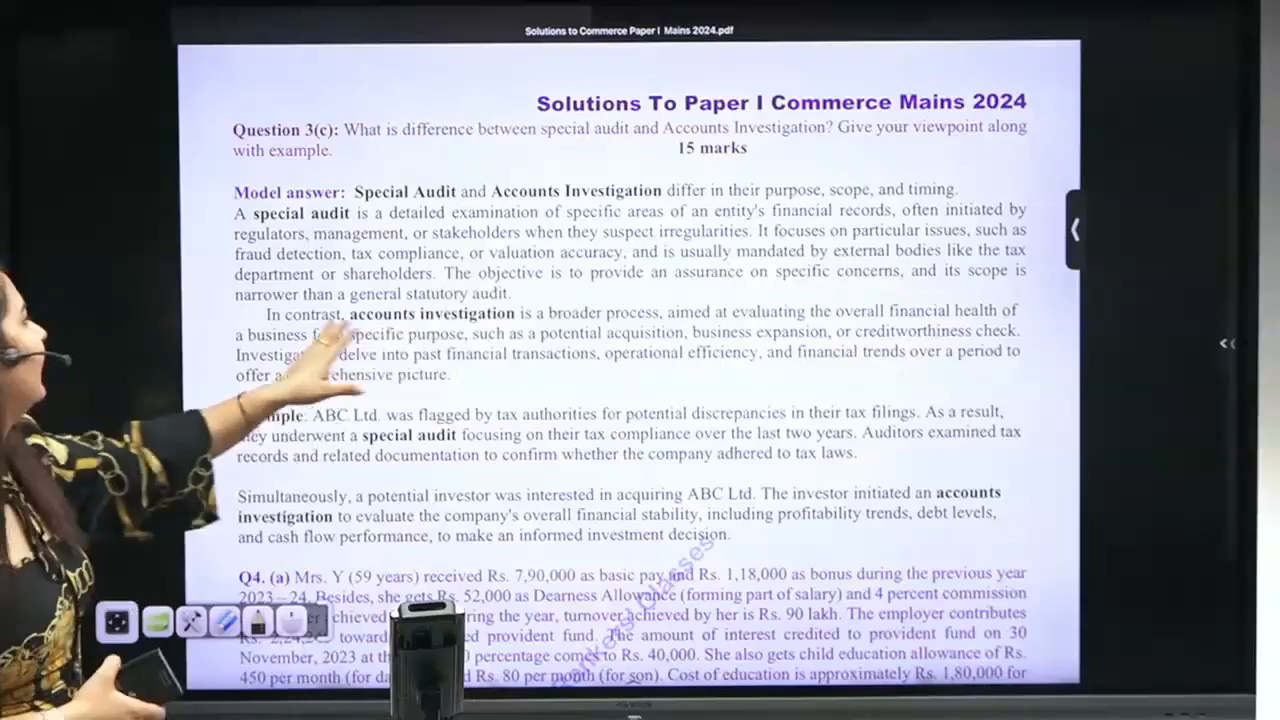 Solutions to Commerce Paper I Mains 2024.pdf
Solutions To Paper I Commerce Mains 2024
Question 3(c): What is difference between special audit and Accounts Investigation? Give your viewpoint along
with example. 15 marks
Model answer: Special Audit and Accounts Investigation differ in their purpose, scope, and timing.
A special audit is a detailed examination of specific areas of an entity's financial records, often initiated by
regulators, management, or stakeholders when they suspect irregularities. It focuses on particular issues, such as
fraud detection, tax compliance, or valuation accuracy, and is usually mandated by external bodies like the tax
department or shareholders. The objective is to provide an assurance on specific concerns, and its scope is
narrower than a general statutory audit.
In contrast, accounts investigation is a broader process, aimed at evaluating the overall financial health of
a business specific purpose, such as a potential acquisition, business expansion, or creditworthiness check.
delve into past financial transactions, operational efficiency, and financial trends over a period to
offer a picture.
ABC Ltd. was flagged by tax authorities for potential discrepancies in their tax filings. As a result,
underwent a special audit focusing on their tax compliance over the last two years. Auditors examined tax
records and related documentation to confirm whether the company adhered to tax laws.
Simultaneously, a potential investor was interested in acquiring ABC Ltd. The investor initiated an accounts
investigation to evaluate the company's overall financial stability, including profitability trends, debt levels,
and cash flow performance, to make an informed investment decision.
Q4. (a) Mrs. Y (59 years) received Rs. 7,90,000 as basic pay and Rs. 1,18,000 as bonus during the previous year
2023–24. Besides, she gets Rs. 52,000 as Dearness Allowance (forming part of salary) and 4 percent commission
achieved the year, turnover achieved by her is Rs. 90 lakh. The employer contributes
Rs. provident fund. The amount of interest credited to provident fund on 30
November, 2023 at percentage comes to Rs. 40,000. She also gets child education allowance of Rs.
450 per month (for Rs. 80 per month (for son). Cost of education is approximately Rs. 1,80,000 for
Classes